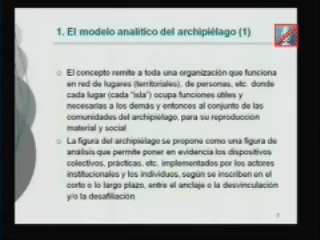 1. El modelo analítico del archipiélago (1)
El concepto remite a toda una organización que funciona
en red de lugares (territoriales), de personas, etc. donde
cada lugar (cada "isla") ocupa funciones útiles y
necesarias a los demás y entonces al conjunto de las
comunidades del archipiélago, para su reproducción
material y social
La figura del archipiélago se propone como una figura de
análisis que permite poner en evidencia los dispositivos
colectivos, prácticas, etc. implementados por los actores
institucionales y los individuos, según se inscriben en el
corto o le largo plazo, entre el anclaje o la desvinculación
y/o la desafiliación